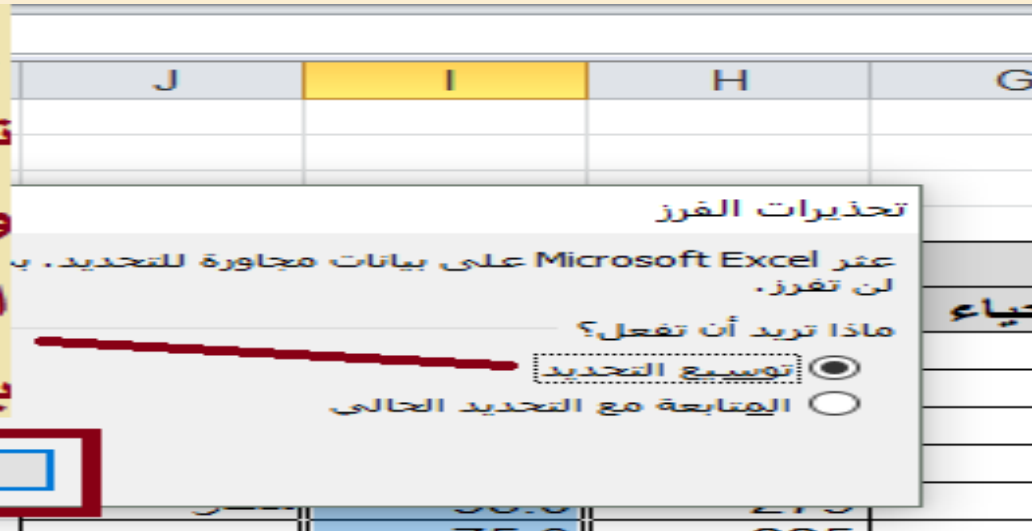 J I H G
تحذيرات الفرز
عثر Microsoft Excel على بيانات مجاورة للتحديد.
لن تفرز.
ماذا تريد أن تفعل؟
توسيع التحديد
المتابعة مع التحديد الحالي